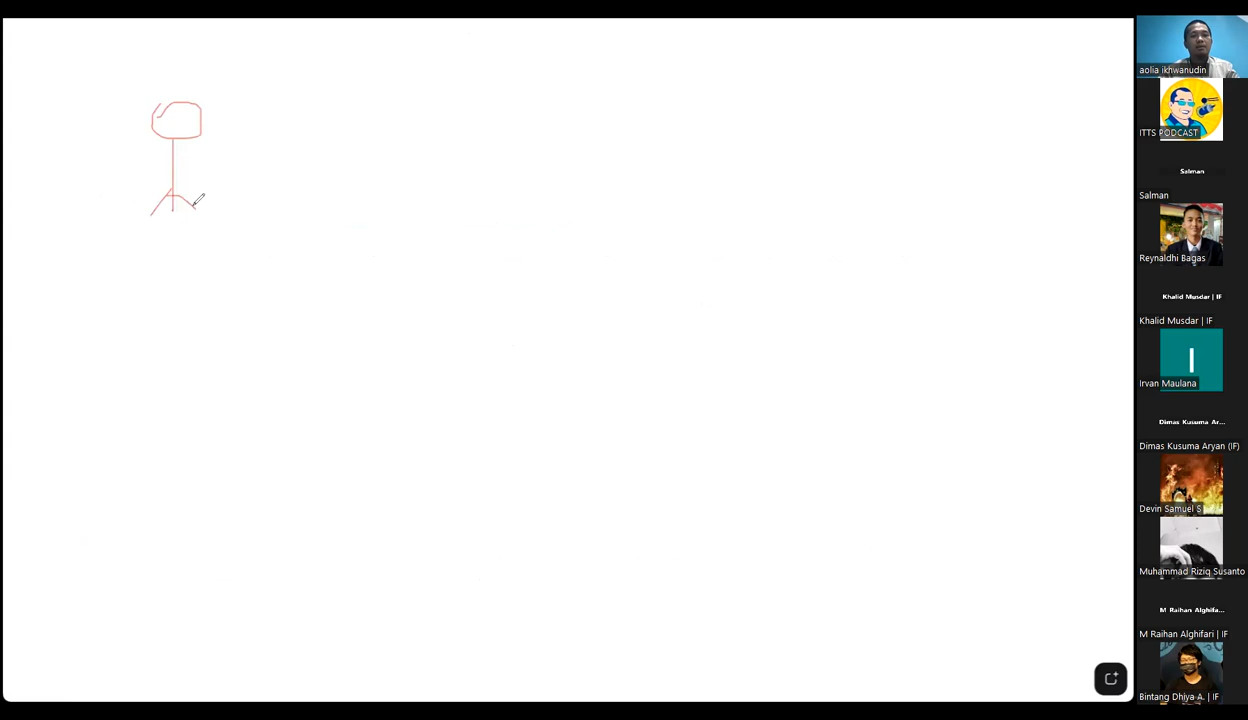 aolia ikhwanudin
ITTS PODCAST
Salman
Salman
Reynaldhi Bagas
Khalid Musdar | IF
Khalid Musdar | IF
I
Irvan Maulana
Dimas Kusuma Ar...
Dimas Kusuma Aryan (IF)
Devin Samuel S
Muhammad Riziq Susanto
M Raihan Alghifa...
M Raihan Alghifari | IF
Bintang Dhiya A. | IF